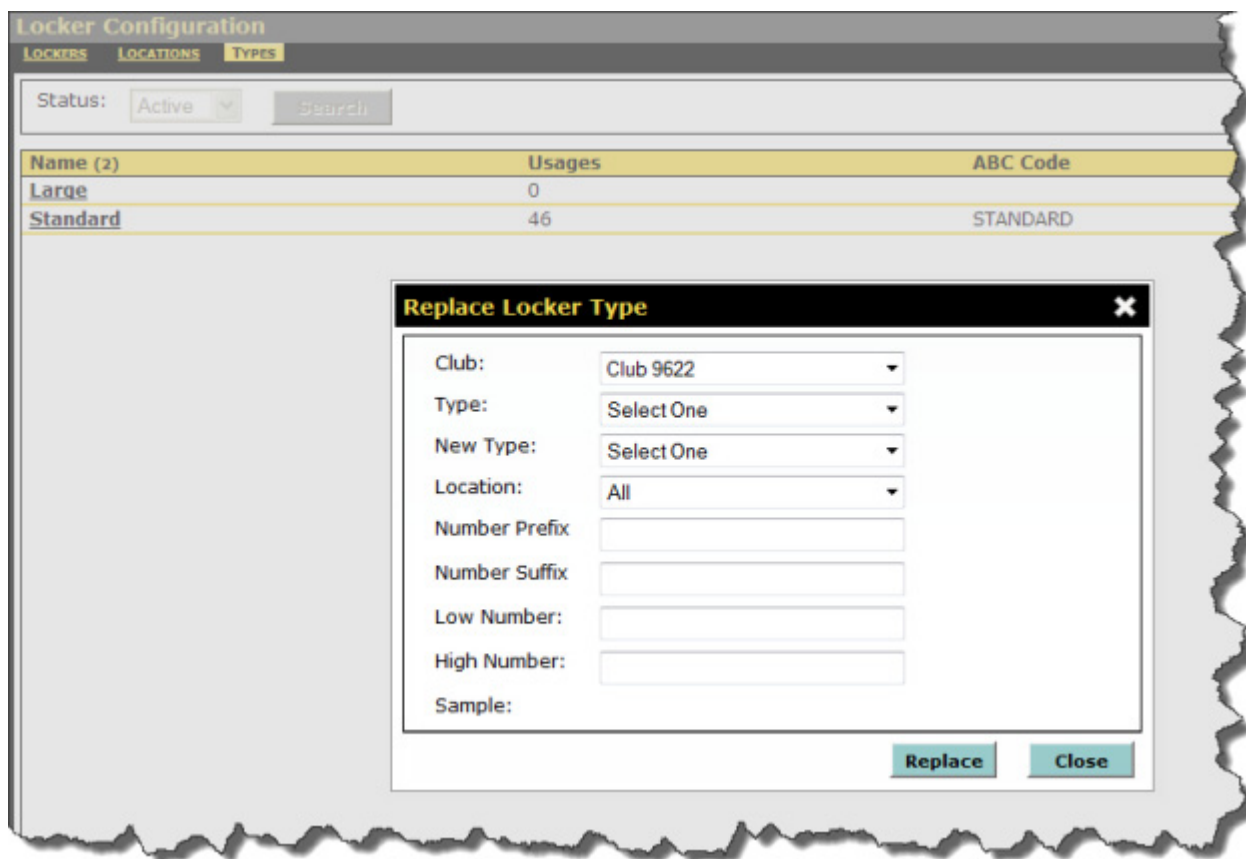 Locker Configuration
LOCKERS LOCATIONS TYPES
Status: Active Search
Name (2) Usages ABC Code
Large 0
Standard 46 STANDARD
Replace Locker Type
Club: Club 9622
Type: Select One
New Type: Select One
Location: All
Number Prefix
Number Suffix
Low Number:
High Number:
Sample:
Replace Close